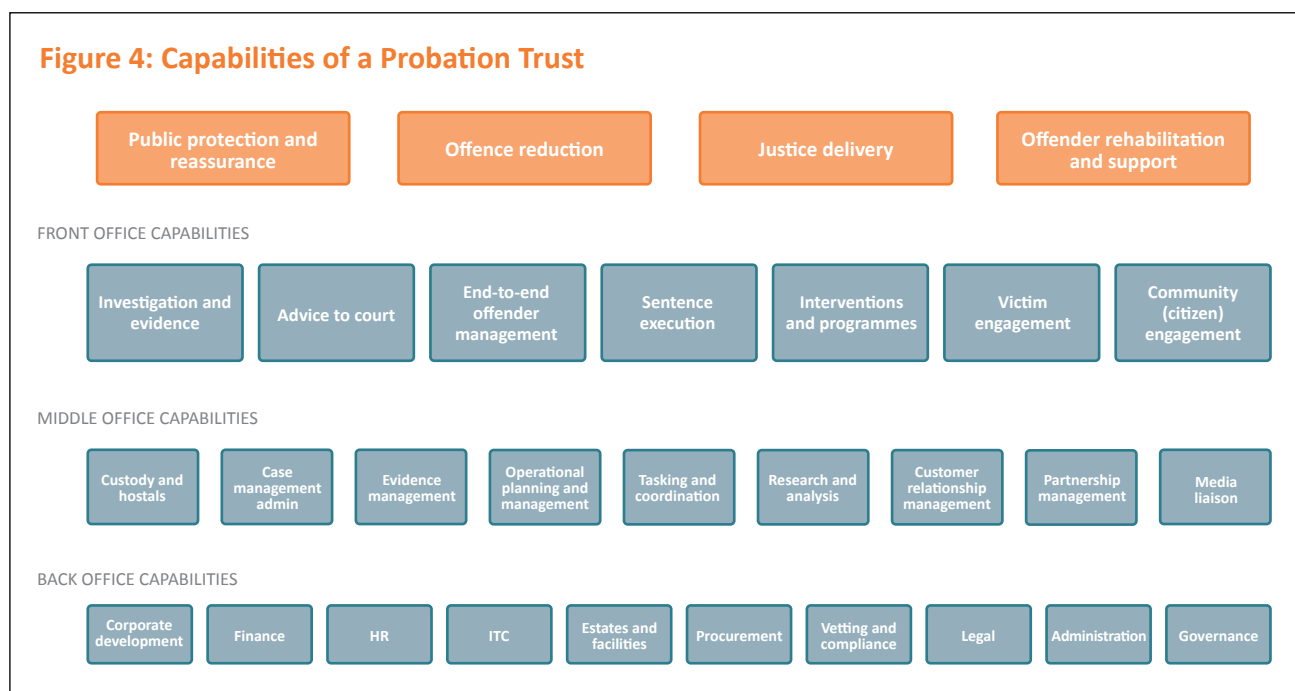 Figure 4: Capabilities of a Probation Trust
Public protection and
reassurance
Offence reduction
Justice delivery
Offender rehabilitation
and support
FRONT OFFICE CAPABILITIES
Investigation and
evidence
Advice to court
End-to-end
offender
management
Sentence
execution
Interventions
and programmes
Victim
engagement
Community
(citizen)
engagement
MIDDLE OFFICE CAPABILITIES
Custody and
hostals
Case
management
admin
Evidence
management
Operational
planning and
management
Tasking and
coordination
Research and
analysis
Customer
relationship
management
Partnership
management
Media
liaison
BACK OFFICE CAPABILITIES
Corporate
development
Finance
HR
ITC
Estates and
facilities
Procurement
Vetting and
compliance
Legal
Administration
Governance